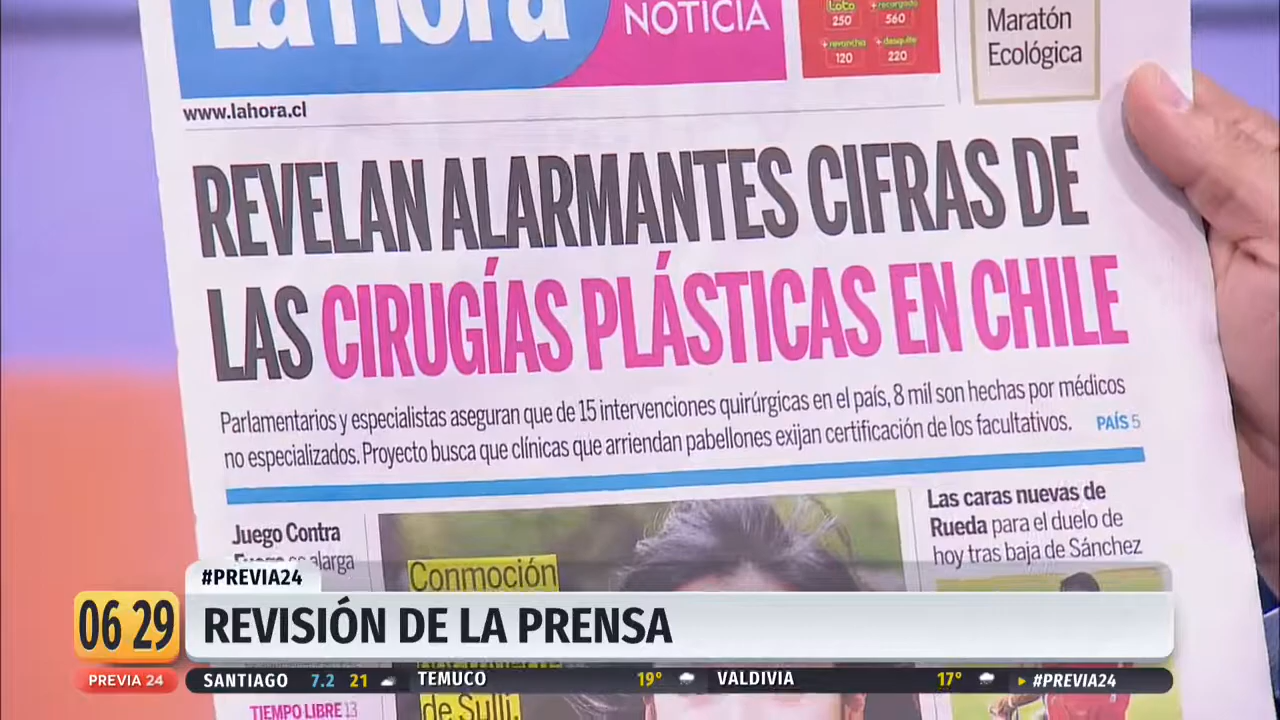 La Hora
NOTICIA
Loto
250
+recargado
560
+revancha
120
+desquite
220
Maratón
Ecológica
www.lahora.cl
REVELAN ALARMANTES CIFRAS DE
LAS CIRUGÍAS PLÁSTICAS EN CHILE
Parlamentarios y especialistas aseguran que de 15 intervenciones quirúrgicas en el país, 8 mil son hechas por médicos
no especializados. Proyecto busca que clínicas que arriendan pabellones exijan certificación de los facultativos. PAÍS 5
Juego Contra
se alarga
Conmoción
de Sulli.
Las caras nuevas de
Rueda para el duelo de
hoy tras baja de Sánchez
TIEMPO LIBRE 13
#PREVIA24
06 29
REVISIÓN DE LA PRENSA
PREVIA 24
SANTIAGO 7.2 21 TEMUCO 19° VALDIVIA 17° #PREVIA24